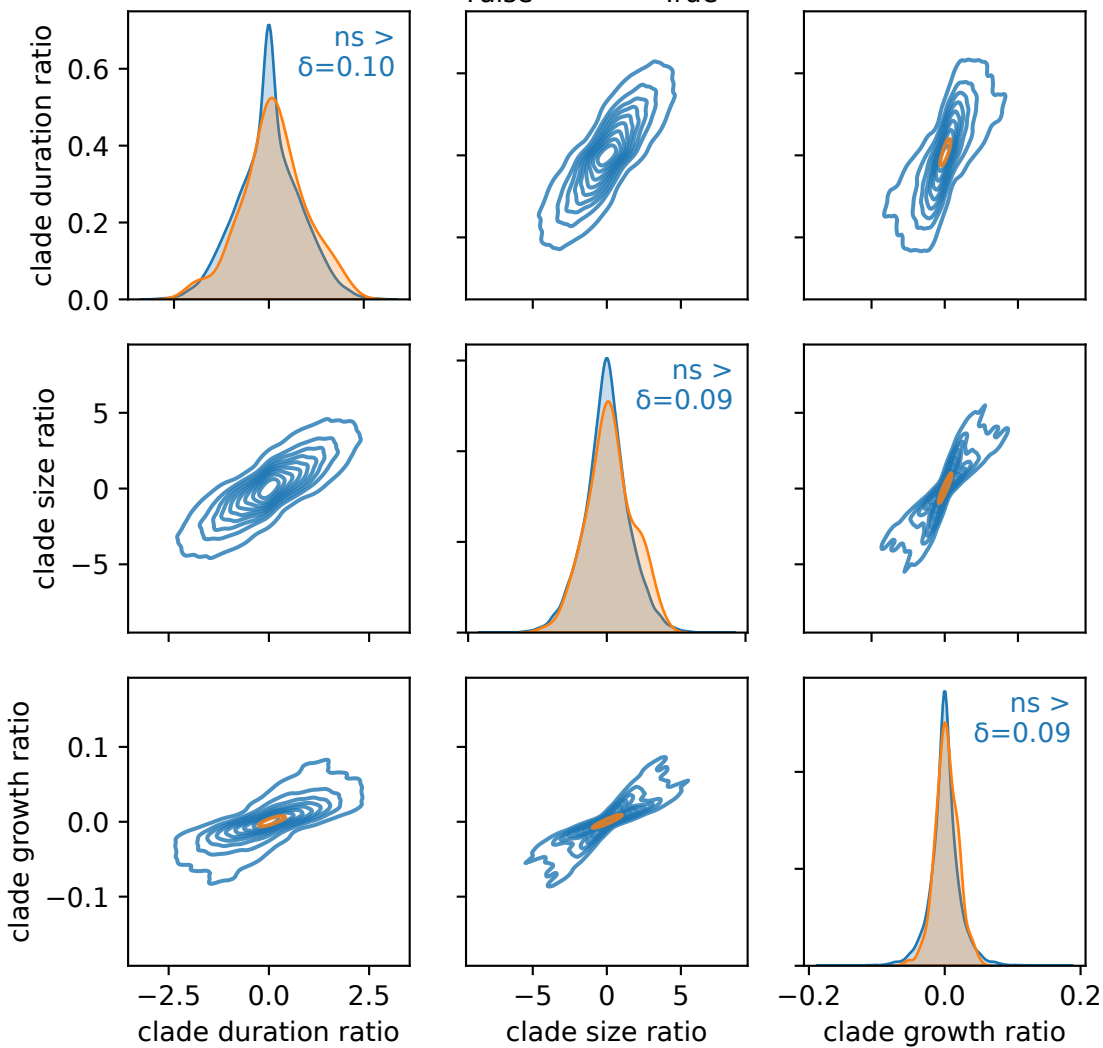 clade duration ratio
0.6
0.4
0.2
0.0
ns >
δ=0.10
−5
0
5
clade size ratio
5
0
−5
ns >
δ=0.09
clade growth ratio
0.1
0.0
−0.1
ns >
δ=0.09
−2.5 0.0 2.5
clade duration ratio
−5 0 5
clade size ratio
−0.2 0.0 0.2
clade growth ratio